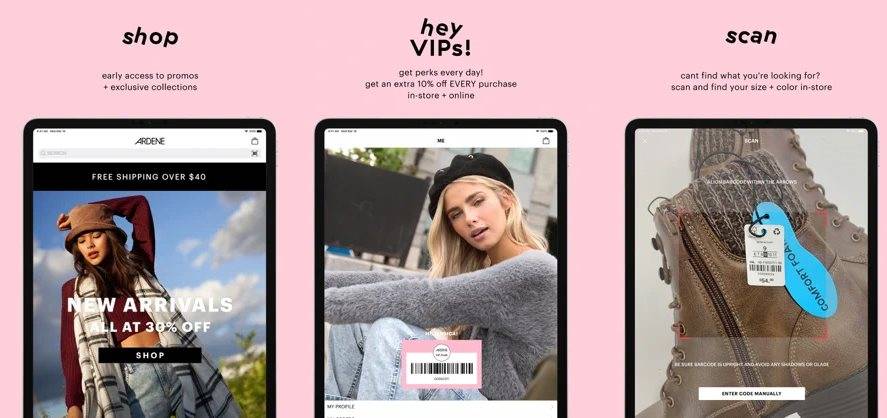 shop
early access to promos
+ exclusive collections
ARDENE
SEARCH
FREE SHIPPING OVER $40
NEW ARRIVALS
ALL AT 30% OFF
SHOP
hey
VIPs!
get perks every day!
get an extra 10% off EVERY purchase
in-store + online
ME
ARDENE
MY PROFILE
scan
cant find what you're looking for?
scan and find your size + color in-store
SCAN
ALIGN BARCODE WITHIN THE ARROWS
9
COMFORT FOAM
BE SURE BARCODE IS UPRIGHT AND AVOID ANY SHADOWS OR GLARE
ENTER CODE MANUALLY